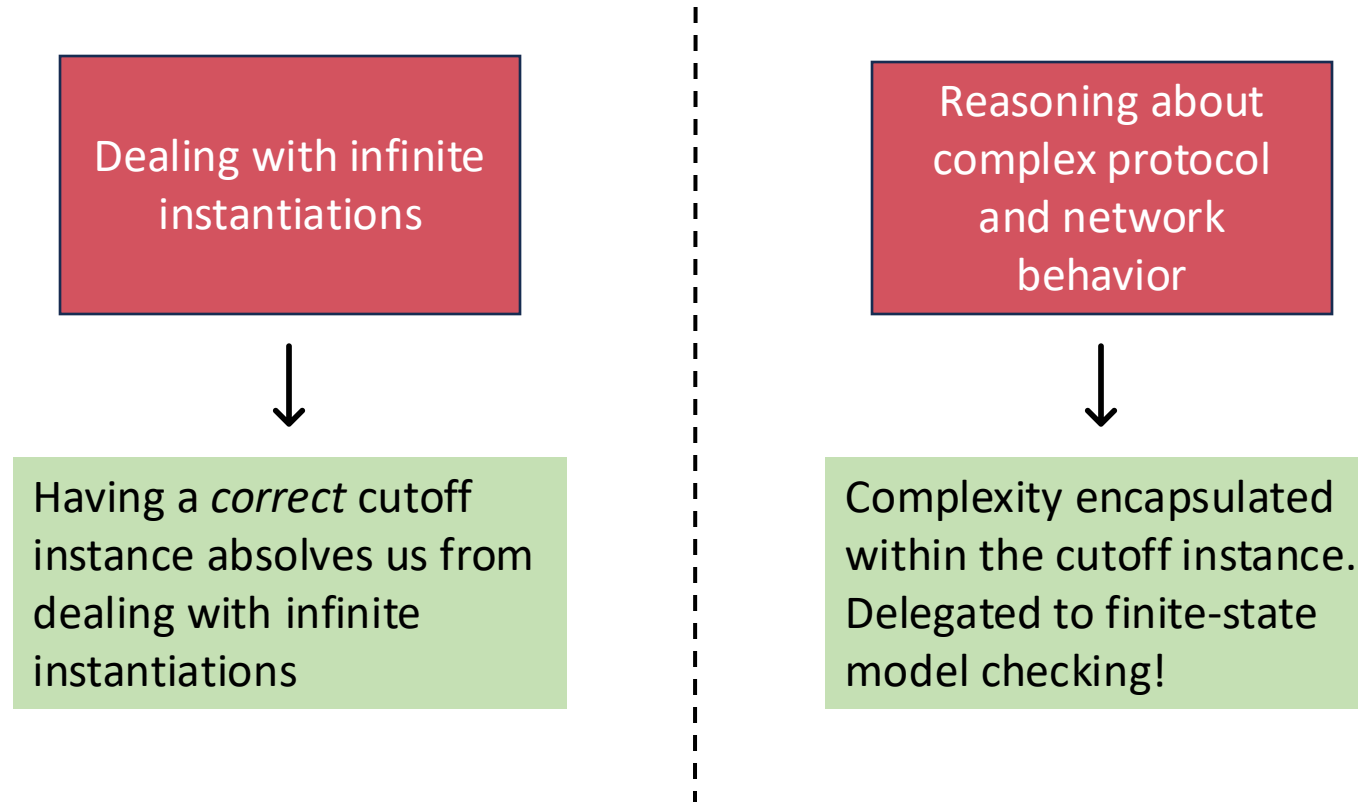 Dealing with infinite
instantiations
Having a correct cutoff
instance absolves us from
dealing with infinite
instantiations
Reasoning about
complex protocol
and network
behavior
Complexity encapsulated
within the cutoff instance.
Delegated to finite-state
model checking!